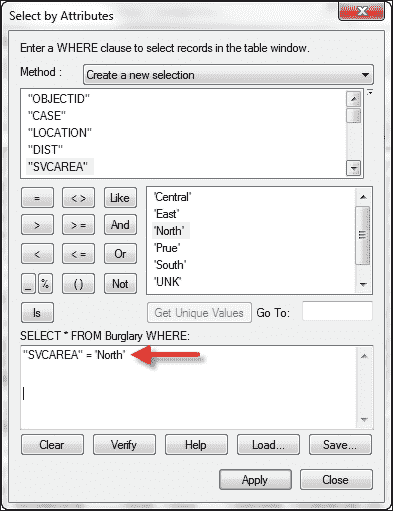 Select by Attributes
Enter a WHERE clause to select records in the table window.
Method : Create a new selection
"OBJECTID"
"CASE"
"LOCATION"
"DIST"
"SVCAREA"
= < > Like
> > = And
< < = Or
_ % ( ) Not
Is
'Central'
'East'
'North'
'Prue'
'South'
'UNK'
Get Unique Values Go To:
SELECT * FROM Burglary WHERE:
"SVCAREA" = 'North'
Clear Verify Help Load... Save...
Apply Close